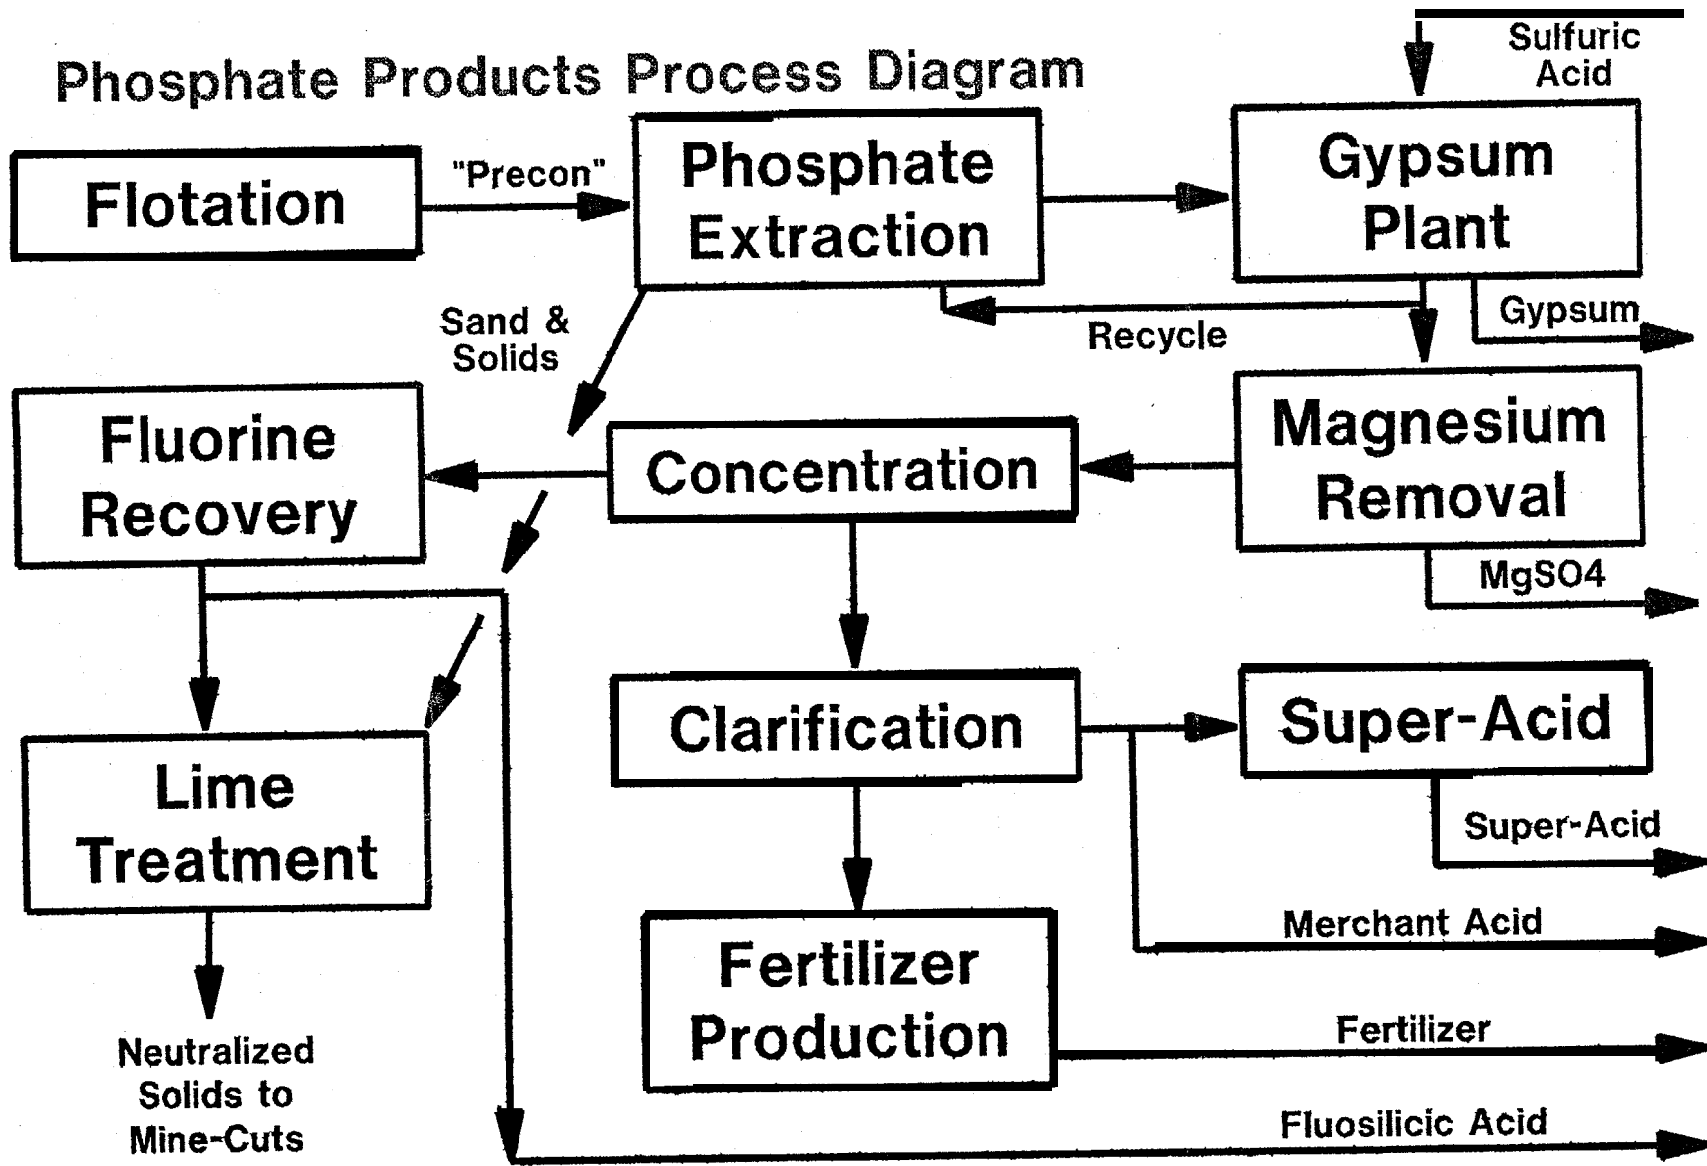 Phosphate Products Process Diagram
Sulfuric
Acid
Flotation
"Precon"
Phosphate
Extraction
Gypsum
Plant
Sand &
Solids
Recycle
Gypsum
Fluorine
Recovery
Concentration
Magnesium
Removal
MgSO4
Lime
Treatment
Clarification
Super-Acid
Super-Acid
Merchant Acid
Fertilizer
Production
Fertilizer
Neutralized
Solids to
Mine-Cuts
Fluosilicic Acid